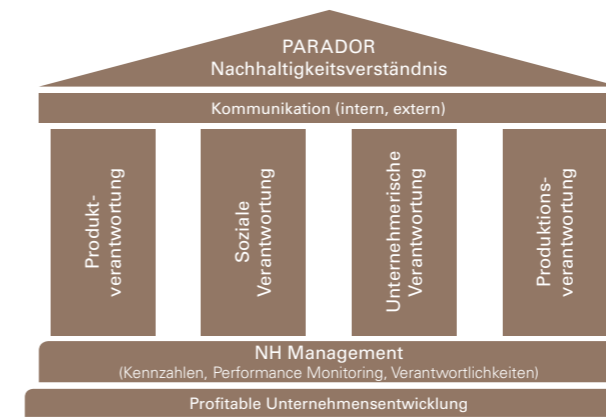 PARADOR
Nachhaltigkeitsverständnis
Kommunikation (intern, extern)
Produkt-
verantwortung
Soziale
Verantwortung
Unternehmerische
Verantwortung
Produktions-
verantwortung
NH Management
(Kennzahlen, Performance Monitoring, Verantwortlichkeiten)
Profitable Unternehmensentwicklung